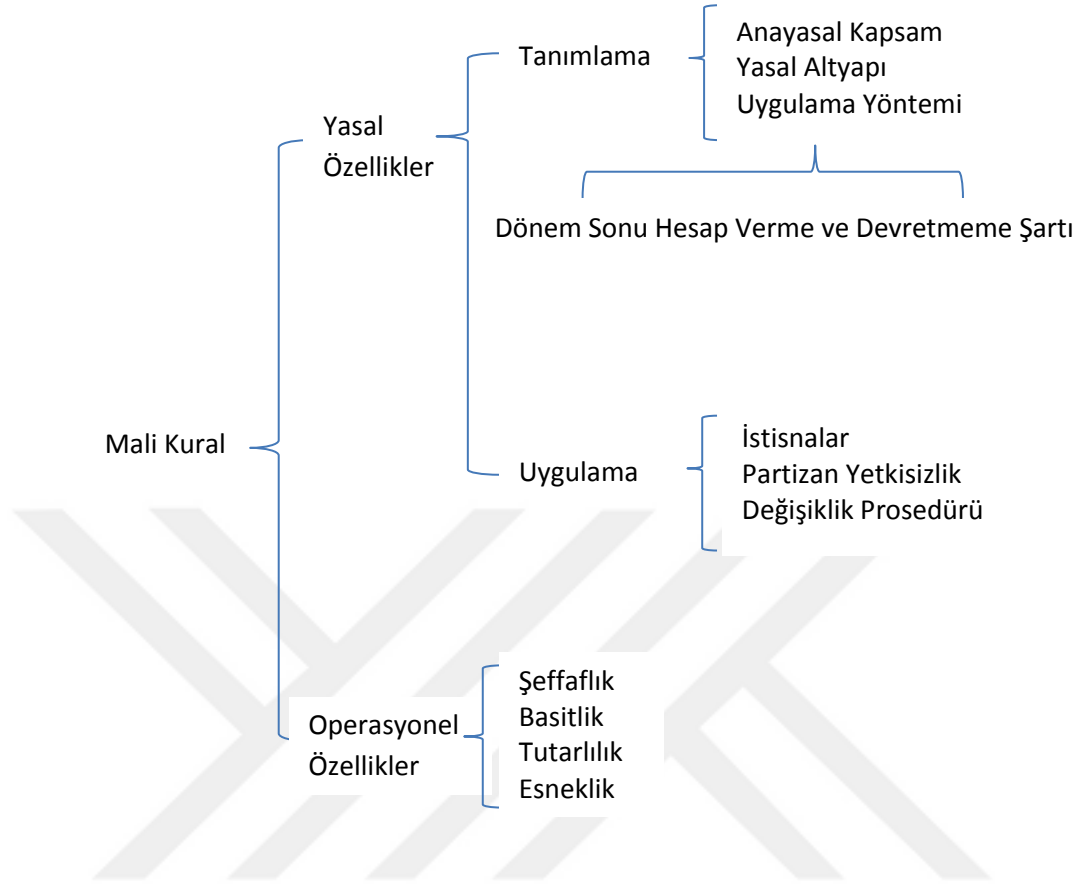 Tanımlama
Anayasal Kapsam
Yasal Altyapı
Uygulama Yöntemi
Yasal
Özellikler
Dönem Sonu Hesap Verme ve Devretmeme Şartı
Mali Kural
Uygulama
İstisnalar
Partizan Yetkisizlik
Değişiklik Prosedürü
Operasyonel
Özellikler
Şeffaflık
Basitlik
Tutarlılık
Esneklik